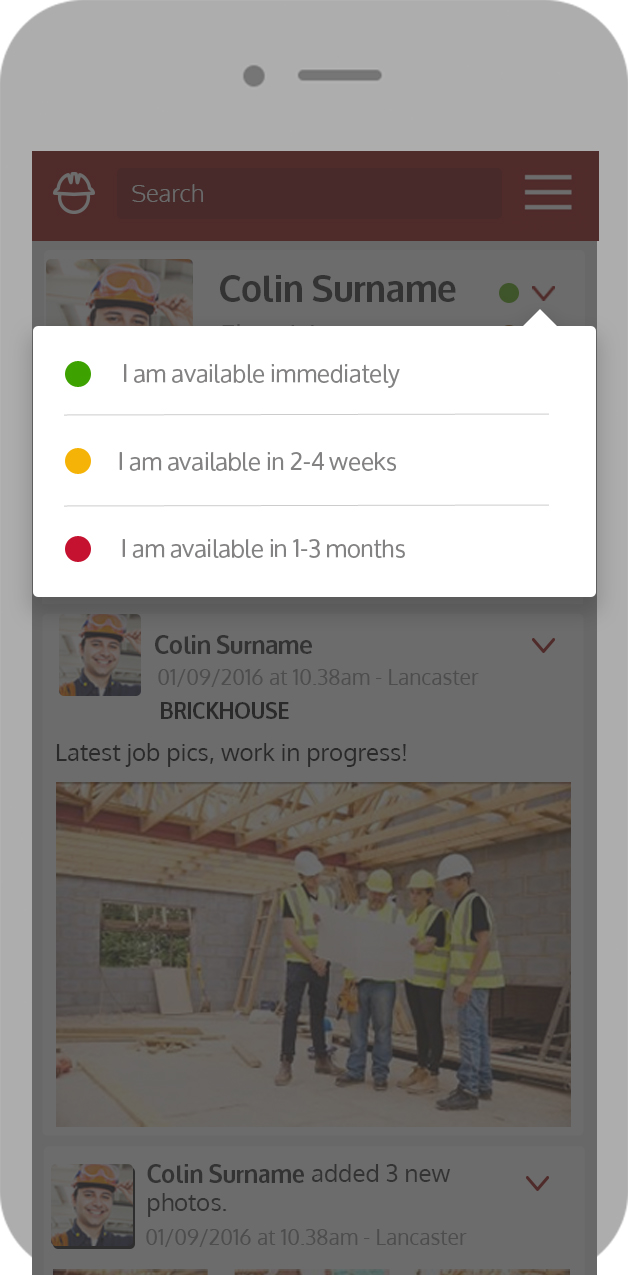 Search
Colin Surname
I am available immediately
I am available in 2-4 weeks
I am available in 1-3 months
Colin Surname
01/09/2016 at 10.38am - Lancaster
BRICKHOUSE
Latest job pics, work in progress!
Colin Surname added 3 new
photos.
01/09/2016 at 10.38am - Lancaster